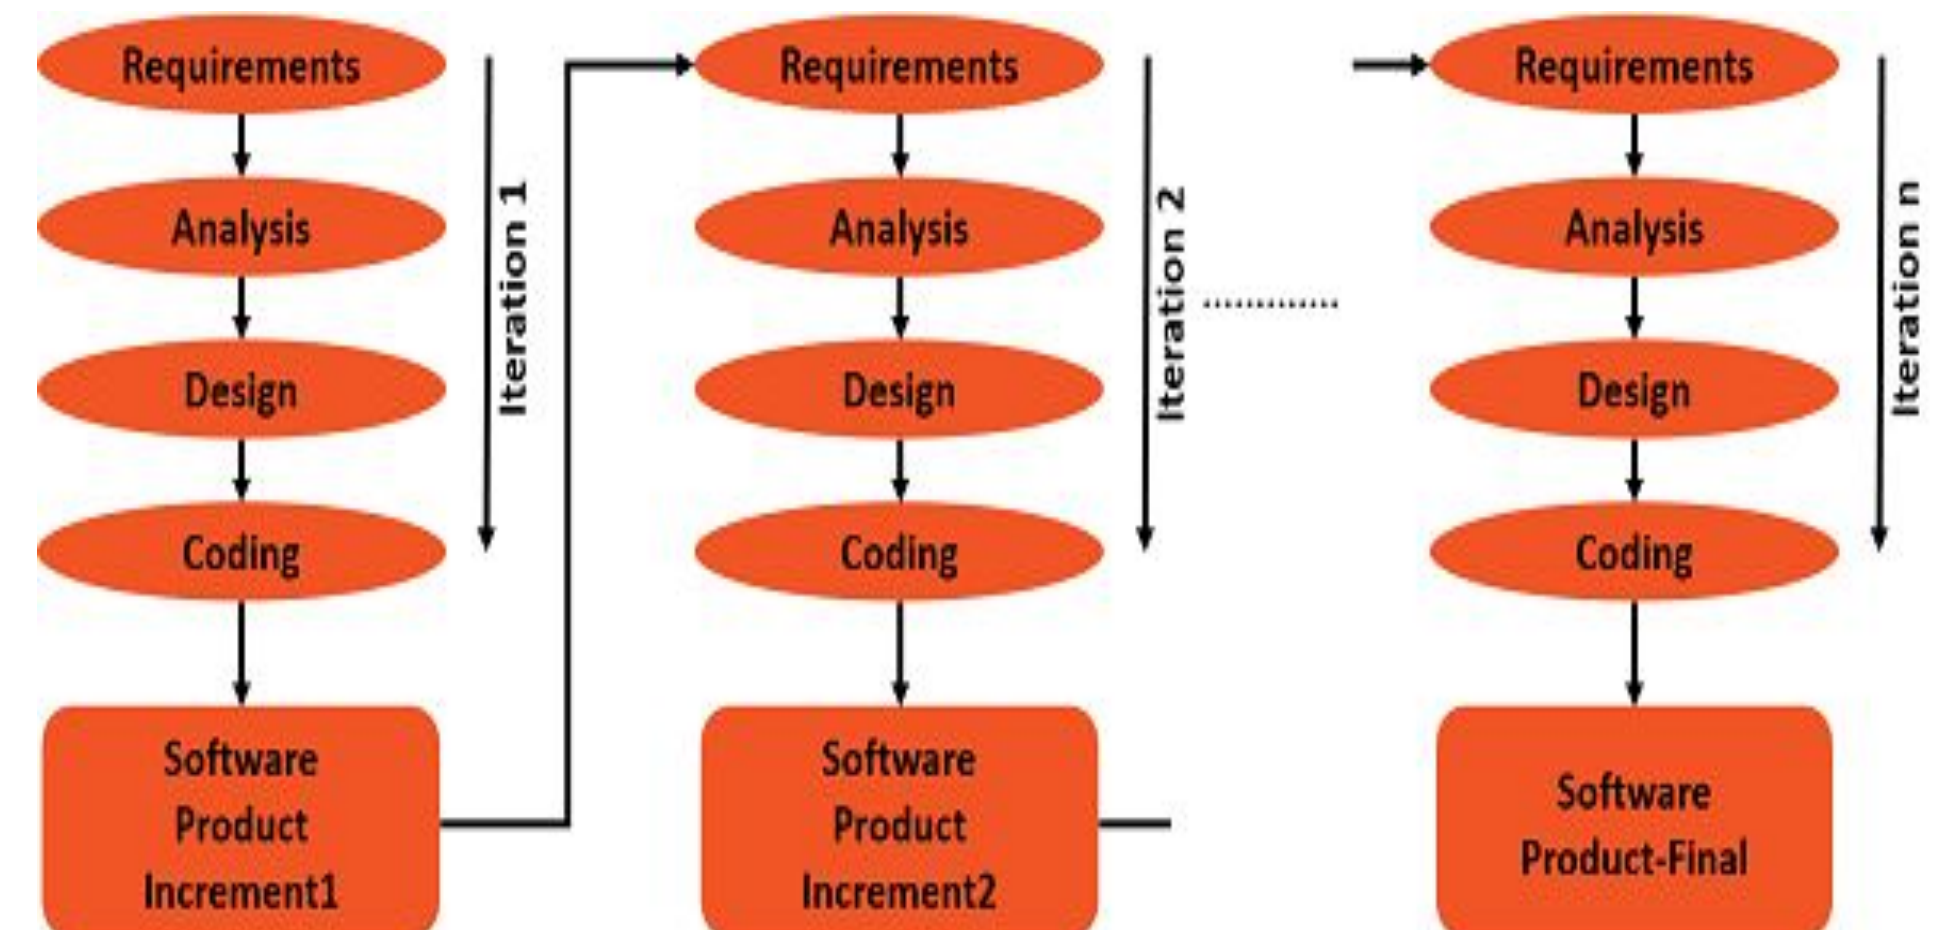 Requirements
Analysis
Design
Coding
Software
Product
Increment1
Iteration 1
Requirements
Analysis
Design
Coding
Software
Product
Increment2
Iteration 2
............
Requirements
Analysis
Design
Coding
Software
Product-Final
Iteration n